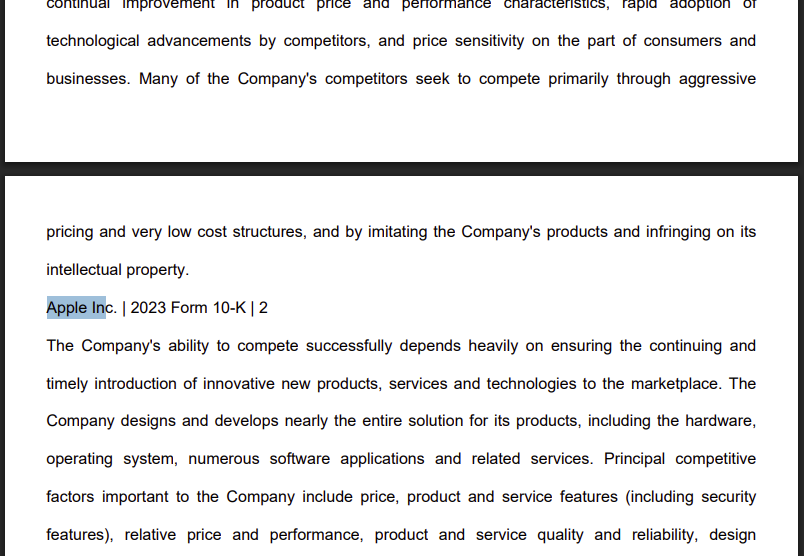 continual improvement in product price and performance characteristics, rapid adoption of
technological advancements by competitors, and price sensitivity on the part of consumers and
businesses. Many of the Company's competitors seek to compete primarily through aggressive
pricing and very low cost structures, and by imitating the Company's products and infringing on its
intellectual property.
Apple Inc. | 2023 Form 10-K | 2
The Company's ability to compete successfully depends heavily on ensuring the continuing and
timely introduction of innovative new products, services and technologies to the marketplace. The
Company designs and develops nearly the entire solution for its products, including the hardware,
operating system, numerous software applications and related services. Principal competitive
factors important to the Company include price, product and service features (including security
features), relative price and performance, product and service quality and reliability, design